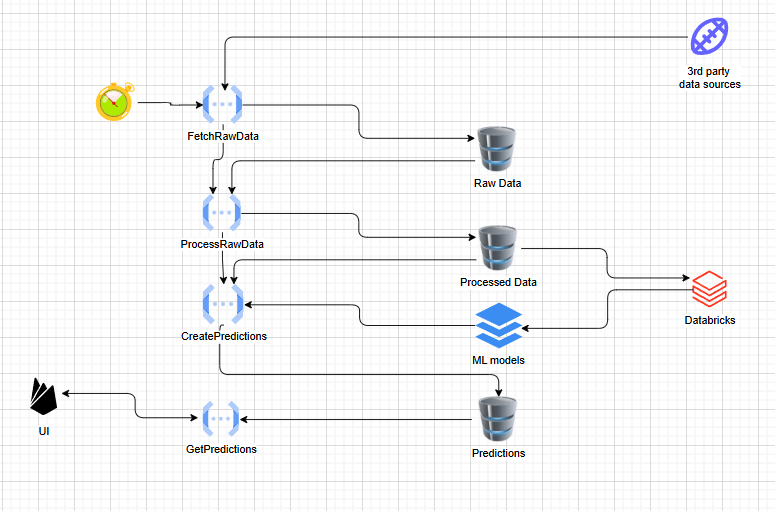 3rd party
data sources
FetchRawData
Raw Data
ProcessRawData
Processed Data
Databricks
CreatePredictions
ML models
UI
GetPredictions
Predictions